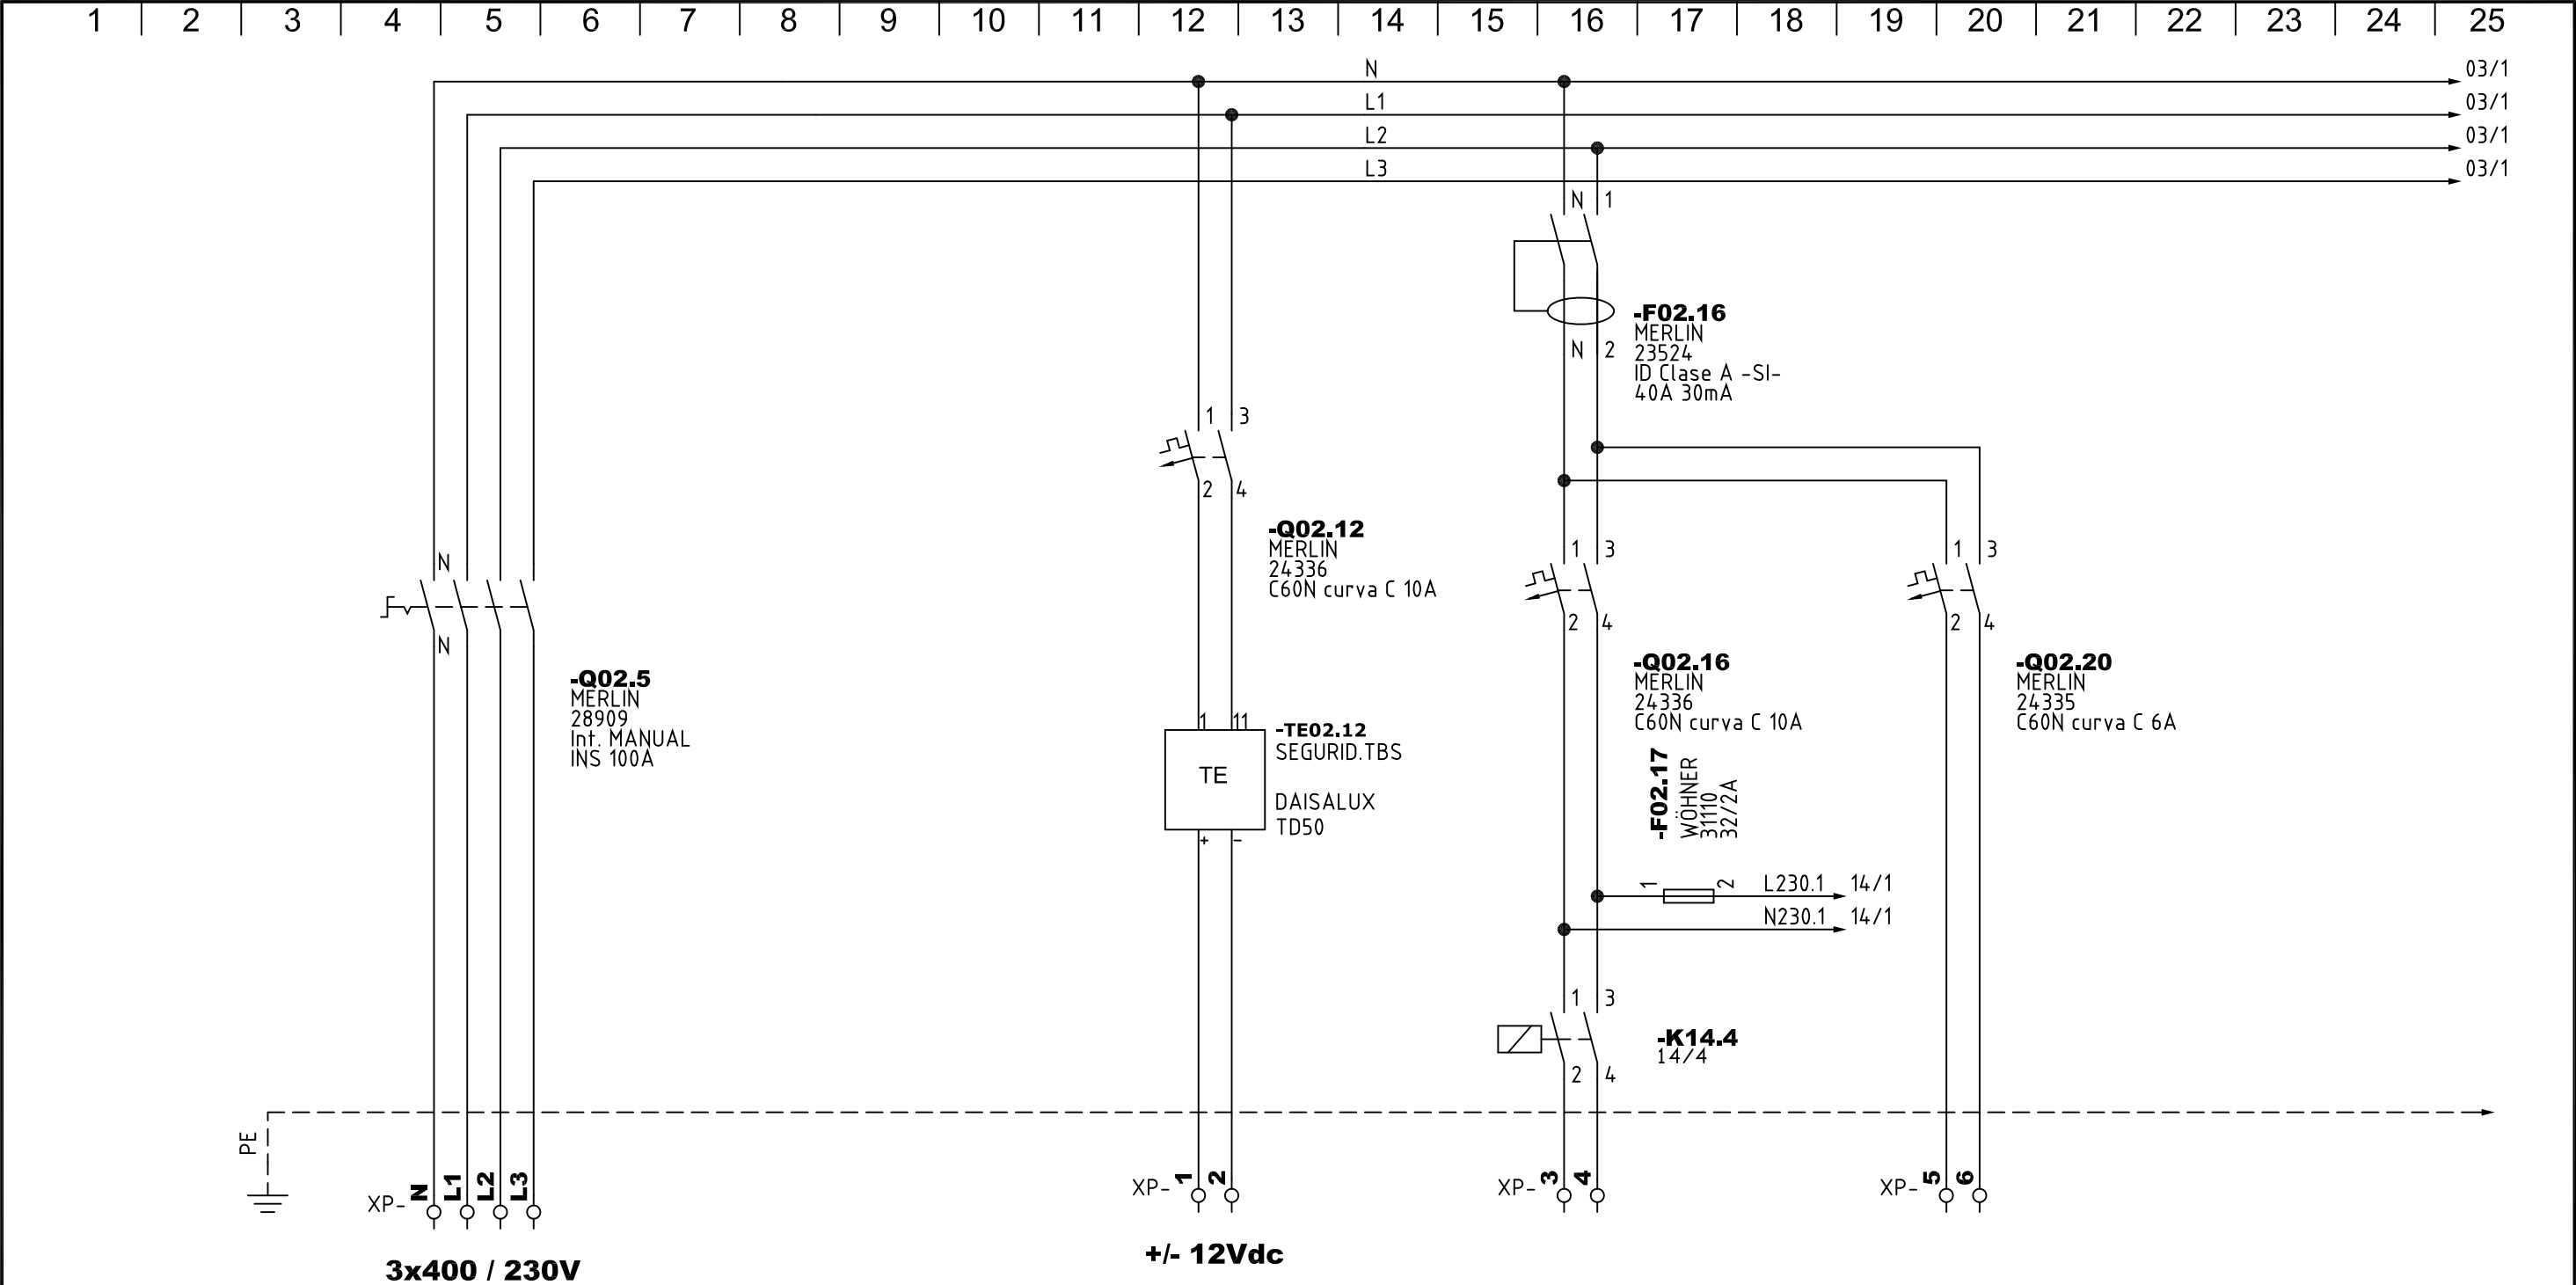 1 2 3 4 5 6 7 8 9 10 11 12 13 14 15 16 17 18 19 20 21 22 23 24 25
N 03/1
L1 03/1
L2 03/1
L3 03/1
N 1
-F02.16
MERLIN
23524
ID Clase A -SI-
40A 30mA
N 2
1 3
2 4
-Q02.12
MERLIN
24336
C60N curva C 10A
N
N
-Q02.5
MERLIN
28909
Int. MANUAL
INS 100A
1 3
2 4
-Q02.16
MERLIN
24336
C60N curva C 10A
1 3
2 4
-Q02.20
MERLIN
24335
C60N curva C 6A
1 11
TE
+ -
-TE02.12
SEGURID.TBS
DAISALUX
TD50
-F02.17
WÖHNER
31110
32/2A
1 2
L230.1 14/1
N230.1 14/1
1 3
-K14.4
14/4
2 4
PE
XP- N L1 L2 L3
XP- 1 2
XP- 3 4
XP- 5 6
3x400 / 230V
+/- 12Vdc